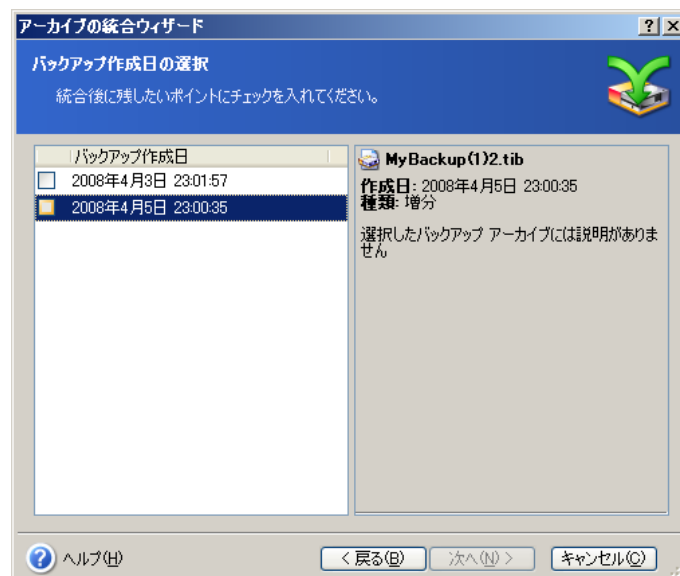 アーカイブの統合ウィザード
バックアップ作成日の選択
統合後に残したいポイントにチェックを入れてください。
バックアップ作成日
2008年4月3日 23:01:57
2008年4月5日 23:00:35
MyBackup(1)2.tib
作成日: 2008年4月5日 23:00:35
種類: 増分
選択したバックアップ アーカイブには説明がありま
せん
ヘルプ(H)
< 戻る(B)
次へ(N) >
キャンセル(C)